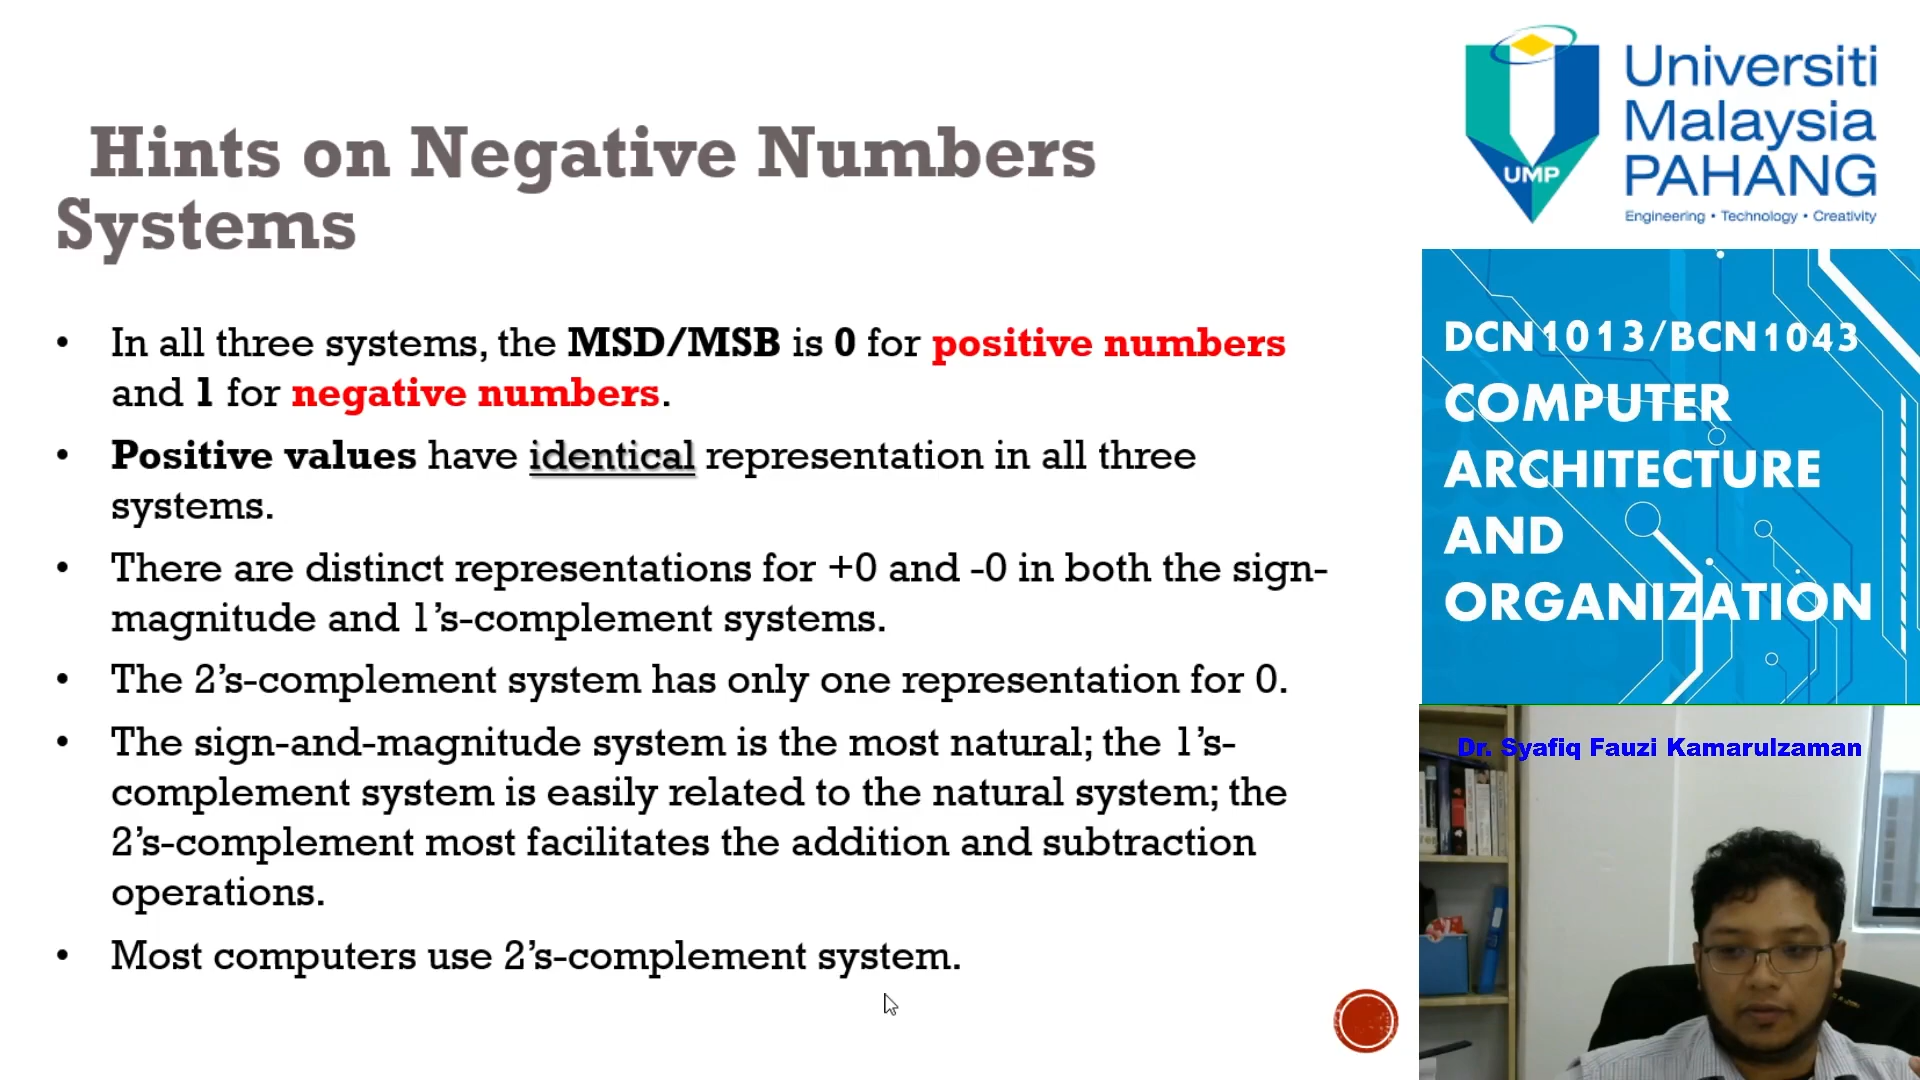 Hints on Negative Numbers
Systems
• In all three systems, the MSD/MSB is 0 for positive numbers
and 1 for negative numbers.
• Positive values have identical representation in all three
systems.
• There are distinct representations for +0 and -0 in both the sign-
magnitude and 1’s-complement systems.
• The 2’s-complement system has only one representation for 0.
• The sign-and-magnitude system is the most natural; the 1’s-
complement system is easily related to the natural system; the
2’s-complement most facilitates the addition and subtraction
operations.
• Most computers use 2’s-complement system.
UMP
Universiti
Malaysia
PAHANG
Engineering • Technology • Creativity
DCN1013/BCN1043
COMPUTER
ARCHITECTURE
AND
ORGANIZATION
Dr. Syafiq Fauzi Kamarulzaman